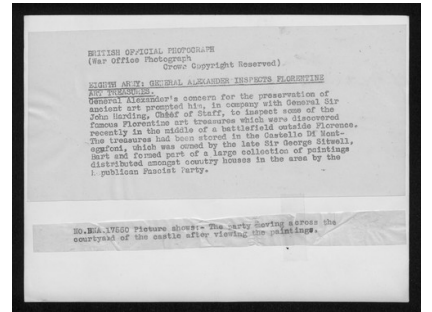 BRITISH OFFICIAL PHOTOGRAPH
(War Office Photograph
Crown Copyright Reserved)
EIGHTH ARMY: GENERAL ALEXANDER INSPECTS FLORENTINE
ART TREASURES.
General Alexander's concern for the preservation of
ancient art prompted him, in company with General Sir
John Harding, Chief of Staff, to inspect some of the
famous Florentine art treasures which were discovered
recently in the middle of a battlefield outside Florence.
The treasures had been stored in the Castello Di Mont-
egufoni, which was owned by the late Sir George Sitwell,
Bart and formed part of a large collection of paintings
distributed amongst country houses in the area by the
Republican Fascist Party.
NO.NA.17860 Picture shows:- The party moving across the
courtyard of the castle after viewing the paintings.